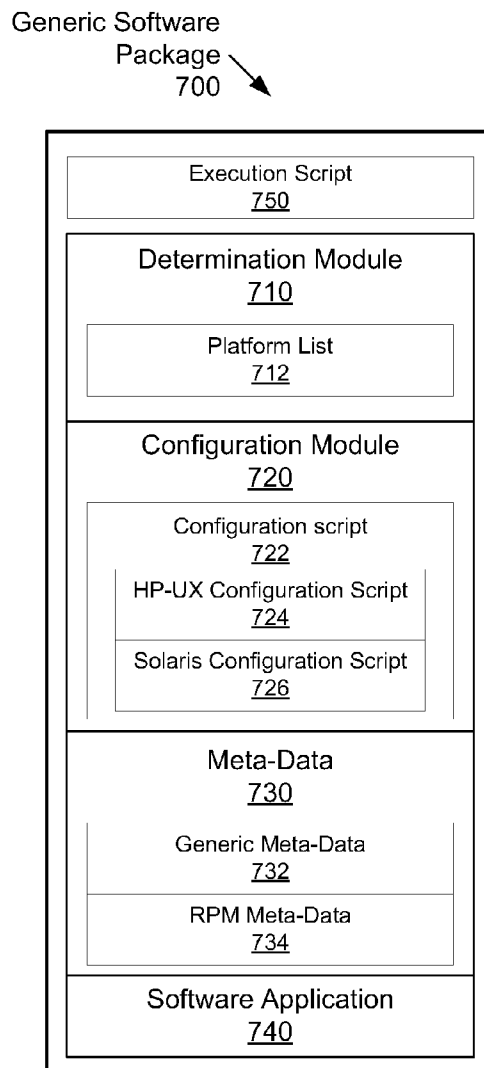 Generic Software
Package
700
Execution Script
750
Determination Module
710
Platform List
712
Configuration Module
720
Configuration script
722
HP-UX Configuration Script
724
Solaris Configuration Script
726
Meta-Data
730
Generic Meta-Data
732
RPM Meta-Data
734
Software Application
740